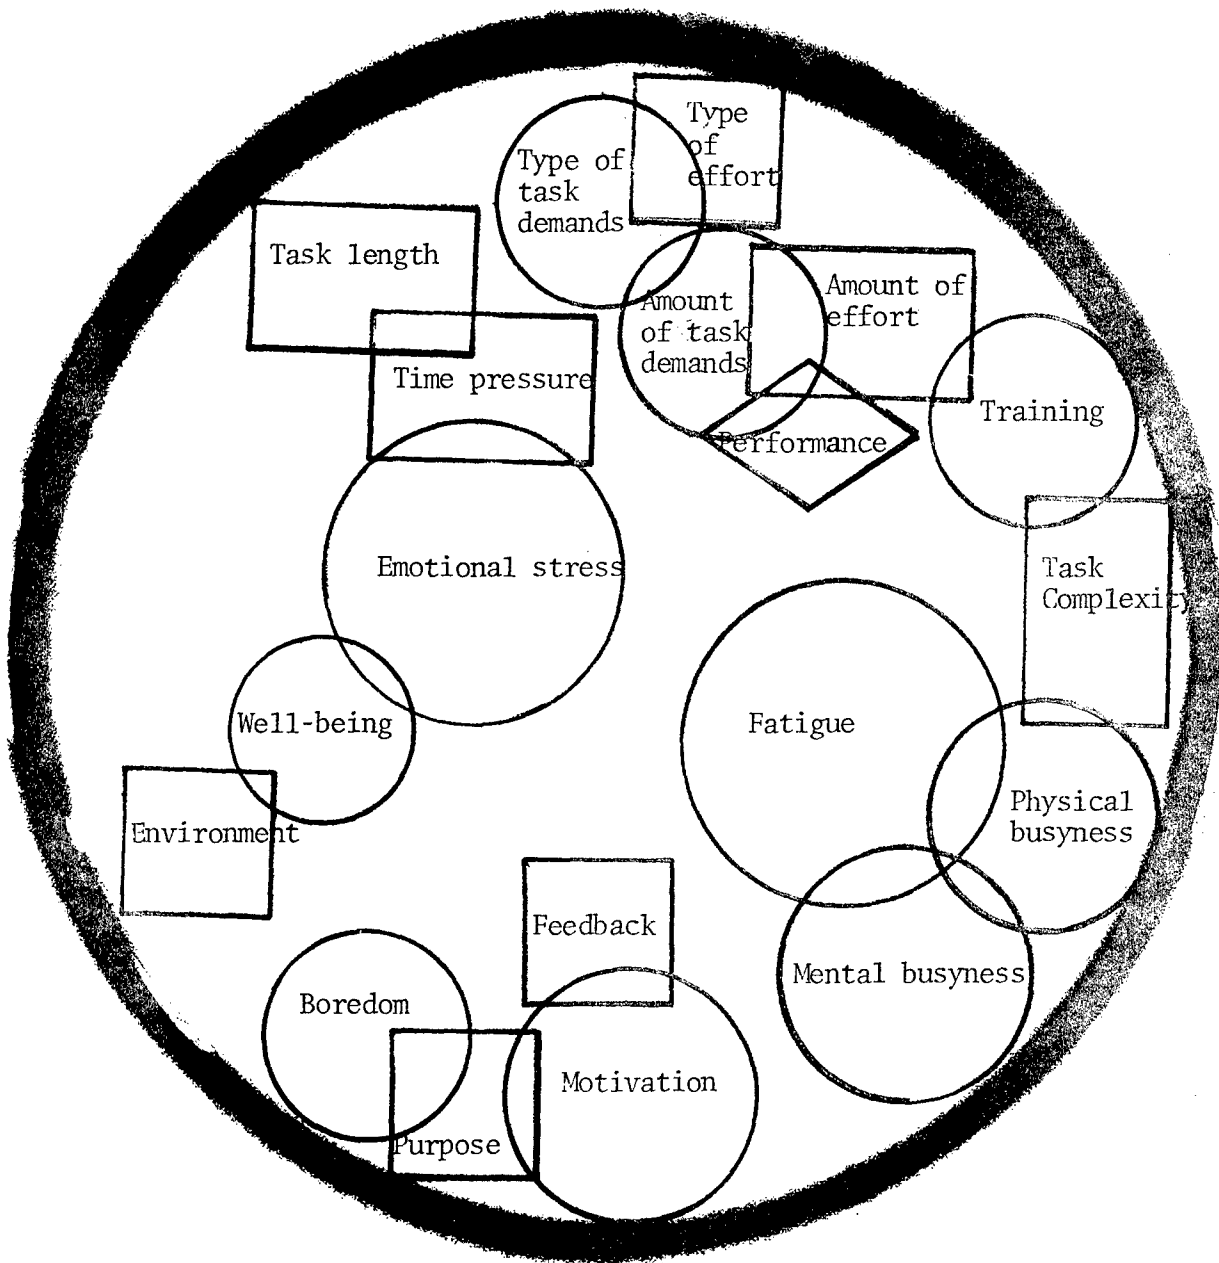 Type
of
effort
Type of
task
demands
Task length
Amount of
effort
Amount
of task
demands
Time pressure
Training
Performance
Task
Complexity
Emotional stress
Well-being
Fatigue
Physical
busyness
Environment
Feedback
Mental busyness
Boredom
Motivation
Purpose